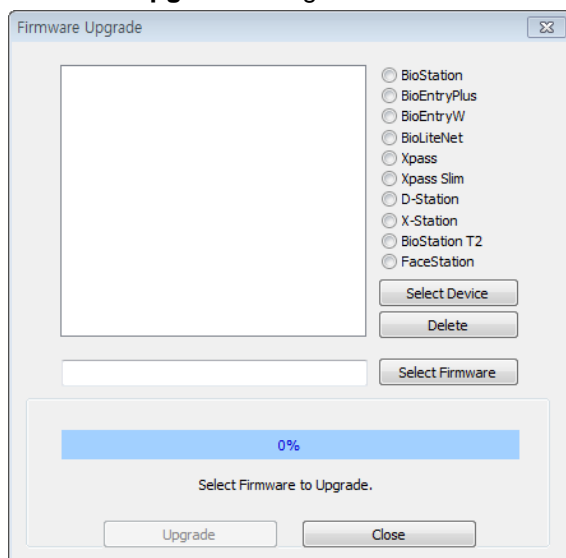 Firmware Upgrade
BioStation
BioEntryPlus
BioEntryW
BioLiteNet
Xpass
Xpass Slim
D-Station
X-Station
BioStation T2
FaceStation
Select Device
Delete
Select Firmware
0%
Select Firmware to Upgrade.
Upgrade
Close